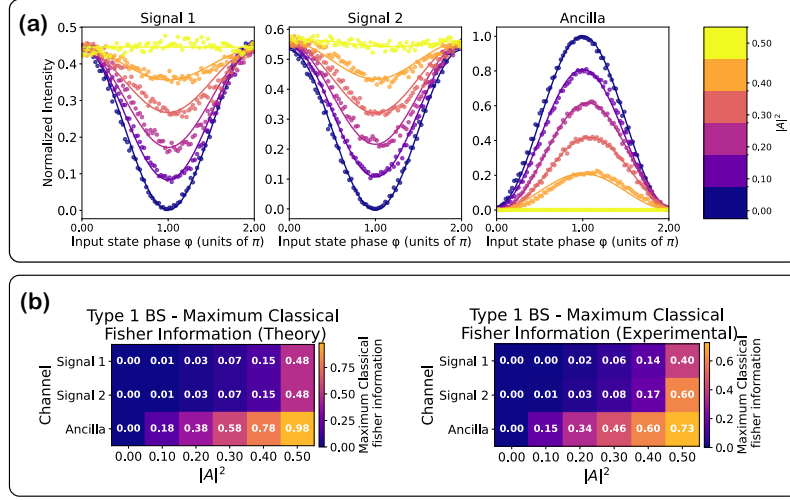 (a)
Signal 1
Signal 2
Ancilla
Normalized Intensity
0.5
0.4
0.3
0.2
0.1
0.0
0.00
1.00
2.00
Input state phase φ (units of π)
0.6
0.5
0.4
0.3
0.2
0.1
0.0
0.00
1.00
2.00
Input state phase φ (units of π)
1.0
0.8
0.6
0.4
0.2
0.0
0.00
1.00
2.00
Input state phase φ (units of π)
0.50
0.40
0.30
0.20
0.10
0.00
|A|²
(b)
Type 1 BS - Maximum Classical
Fisher Information (Theory)
Channel
Signal 1 0.00 0.01 0.03 0.07 0.15 0.48
Signal 2 0.00 0.01 0.03 0.07 0.15 0.48
Ancilla 0.00 0.18 0.38 0.58 0.78 0.98
0.00 0.10 0.20 0.30 0.40 0.50
|A|²
0.75
0.50
0.25
0.00
Maximum Classical
fisher information
Type 1 BS - Maximum Classical
Fisher Information (Experimental)
Channel
Signal 1 0.00 0.00 0.02 0.06 0.14 0.40
Signal 2 0.00 0.01 0.03 0.08 0.17 0.60
Ancilla 0.00 0.15 0.34 0.46 0.60 0.73
0.00 0.10 0.20 0.30 0.40 0.50
|A|²
0.6
0.4
0.2
0.0
Maximum Classical
fisher information